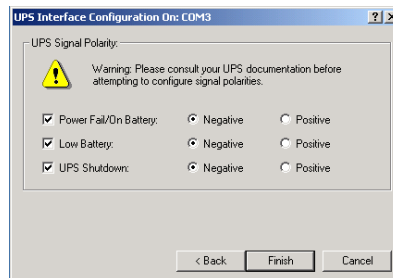 UPS Interface Configuration On: COM3
UPS Signal Polarity:
Warning: Please consult your UPS documentation before
attempting to configure signal polarities.
Power Fail/On Battery: Negative Positive
Low Battery: Negative Positive
UPS Shutdown: Negative Positive
< Back Finish Cancel